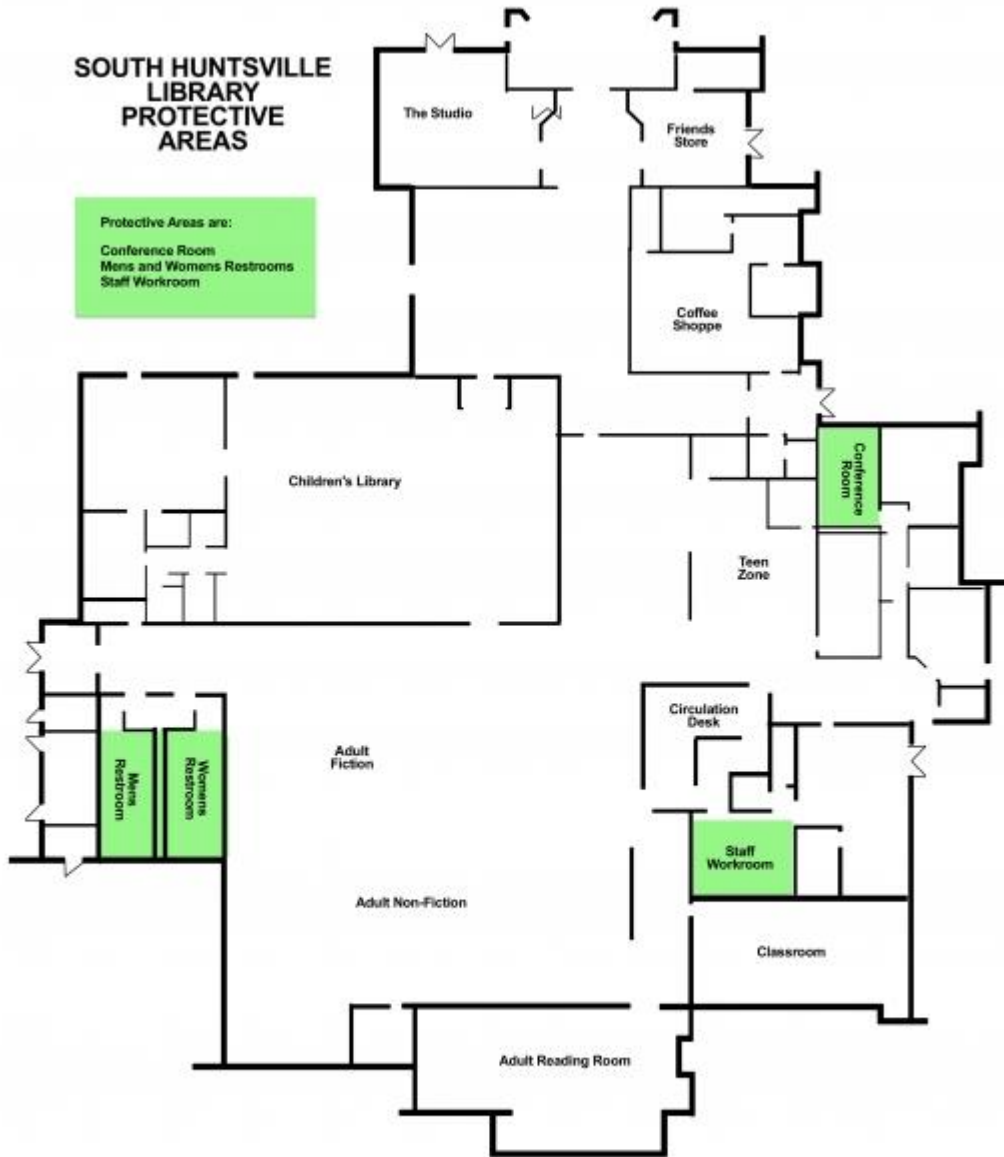 SOUTH HUNTSVILLE
LIBRARY
PROTECTIVE
AREAS
Protective Areas are:
Conference Room
Mens and Womens Restrooms
Staff Workroom
The Studio
Friends
Store
Coffee
Shoppe
Children's Library
Conference
Room
Teen
Zone
Circulation
Desk
Adult
Fiction
Mens
Restroom
Womens
Restroom
Staff
Workroom
Adult Non-Fiction
Classroom
Adult Reading Room